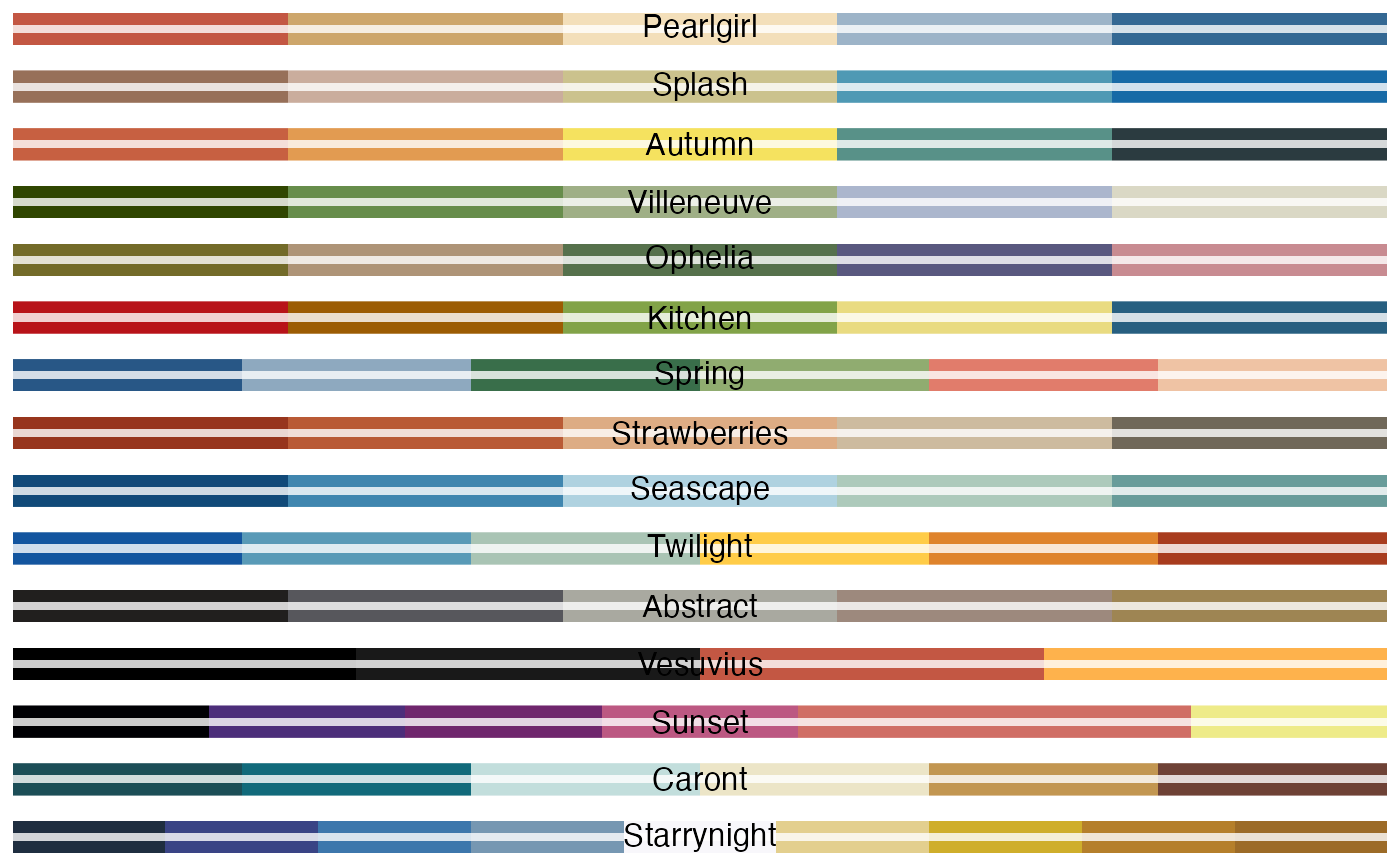 Pearlgirl
Splash
Autumn
Villeneuve
Ophelia
Kitchen
Spring
Strawberries
Seascape
Twilight
Abstract
Vesuvius
Sunset
Caront
Starrynight